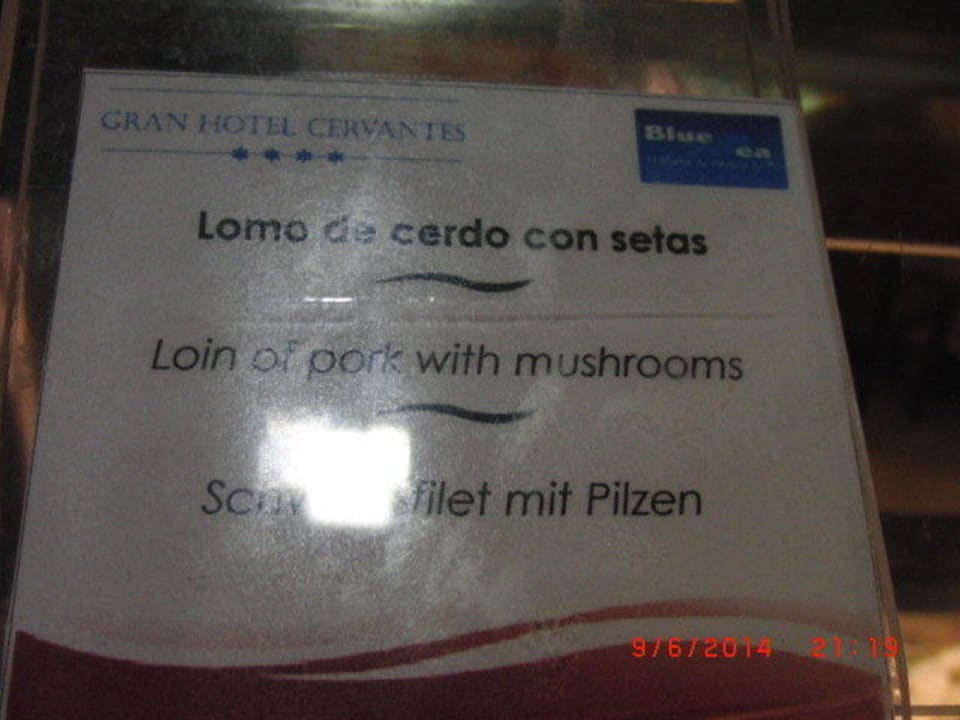 GRAN HOTEL CERVANTES
Blue
ea
Lomo de cerdo con setas
Loin of pork with mushrooms
mit Pilzen
9/6/2014 21:19